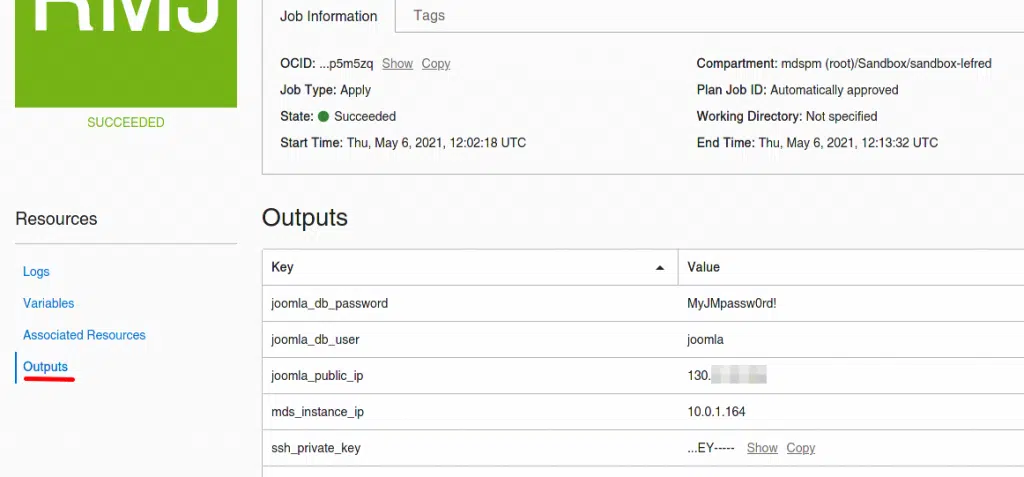 RMJ
SUCCEEDED
Job Information
Tags
OCID: ...p5m5zq Show Copy
Compartment: mdspm (root)/Sandbox/sandbox-lefred
Job Type: Apply
Plan Job ID: Automatically approved
State: Succeeded
Working Directory: Not specified
Start Time: Thu, May 6, 2021, 12:02:18 UTC
End Time: Thu, May 6, 2021, 12:13:32 UTC
Resources
Logs
Variables
Associated Resources
Outputs
Outputs
Key Value
joomla_db_password MyJMpassw0rd!
joomla_db_user joomla
joomla_public_ip 130.
mds_instance_ip 10.0.1.164
ssh_private_key ...EY----- Show Copy